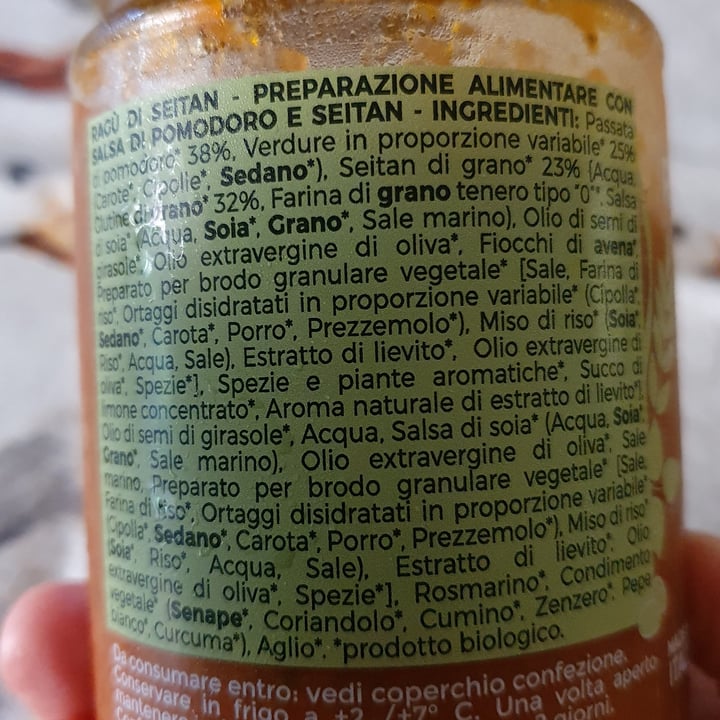 RAGÙ DI SEITAN - PREPARAZIONE ALIMENTARE CON
SALSA DI POMODORO E SEITAN - INGREDIENTI: Passata
di pomodoro* 38%, Verdure in proporzione variabile* 25%
Carote*, Cipolle*, Sedano*), Seitan di grano* 23% (Acqua,
Glutine di grano* 32%, Farina di grano tenero tipo "0"*, Salsa
di soia* (Acqua, Soia*, Grano*, Sale marino), Olio di semi di
girasole*, Olio extravergine di oliva*, Fiocchi di avena*,
Preparato per brodo granulare vegetale* [Sale, Farina di
riso*, Ortaggi disidratati in proporzione variabile* (Cipolla*,
Sedano*, Carota*, Porro*, Prezzemolo*), Miso di riso* (Soia*,
Riso*, Acqua, Sale), Estratto di lievito*, Olio extravergine di
oliva*, Spezie*], Spezie e piante aromatiche*, Succo di
limone concentrato*, Aroma naturale di estratto di lievito*],
Olio di semi di girasole*, Acqua, Salsa di soia* (Acqua, Soia*,
Grano*, Sale marino), Olio extravergine di oliva*, Sale
marino, Preparato per brodo granulare vegetale* [Sale,
Farina di riso*, Ortaggi disidratati in proporzione variabile*
(Cipolla*, Sedano*, Carota*, Porro*, Prezzemolo*), Miso di riso*
(Soia*, Riso*, Acqua, Sale), Estratto di lievito*, Olio
extravergine di oliva*, Spezie*], Rosmarino*, Condimento
vegetale* (Senape*, Coriandolo*, Cumino*, Zenzero*, Pepe
bianco*, Curcuma*), Aglio*. *prodotto biologico.
Da consumare entro: vedi coperchio confezione.
Conservare in frigo a +2 /+7° C. Una volta aperto
mantenere